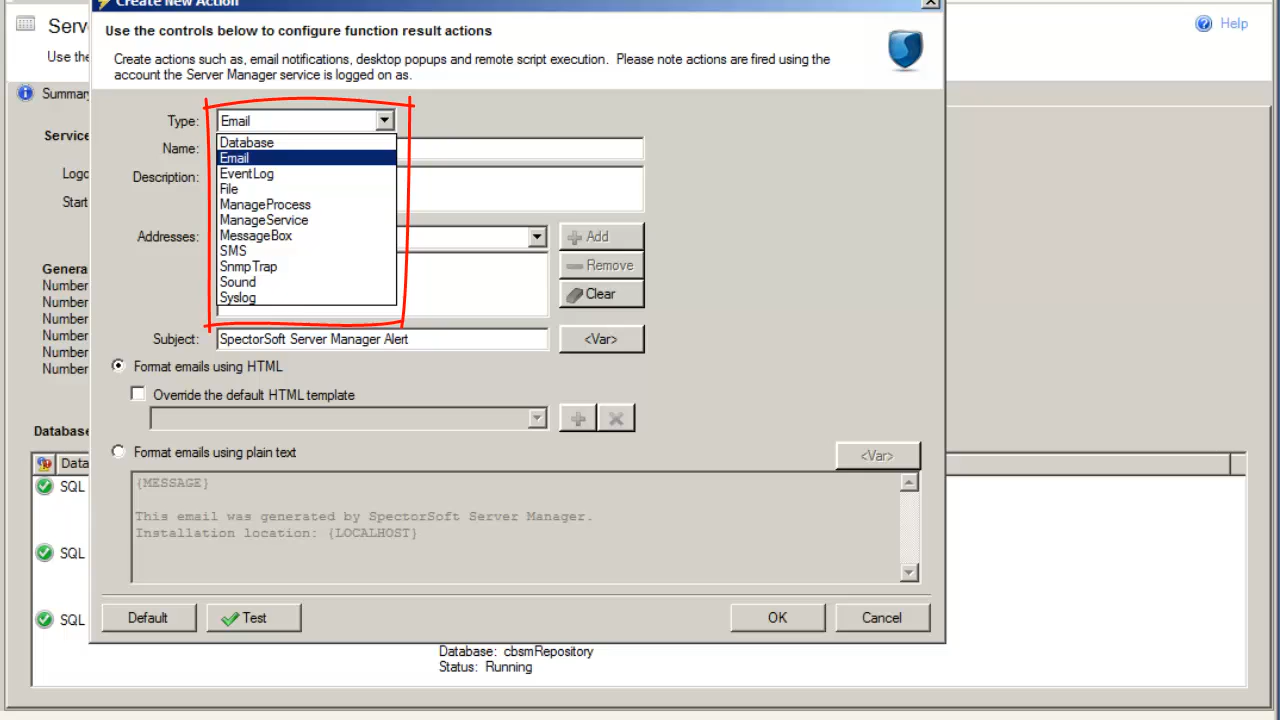 Create New Action
Serv
Use the
Help
Use the controls below to configure function result actions
Create actions such as, email notifications, desktop popups and remote script execution. Please note actions are fired using the
account the Server Manager service is logged on as.
Summary
Service
Logo
Start
Genera
Number
Number
Number
Number
Number
Number
Type: Email
Database
Email
EventLog
File
ManageProcess
ManageService
MessageBox
SMS
SnmpTrap
Sound
Syslog
Name:
Description:
Addresses:
Add
Remove
Clear
Subject: SpectorSoft Server Manager Alert <Var>
Format emails using HTML
Override the default HTML template
Format emails using plain text
<Var>
{MESSAGE}
This email was generated by SpectorSoft Server Manager.
Installation location: {LOCALHOST}
Default Test OK Cancel
Database
Data
SQL
SQL
SQL
Database: cbsmRepository
Status: Running